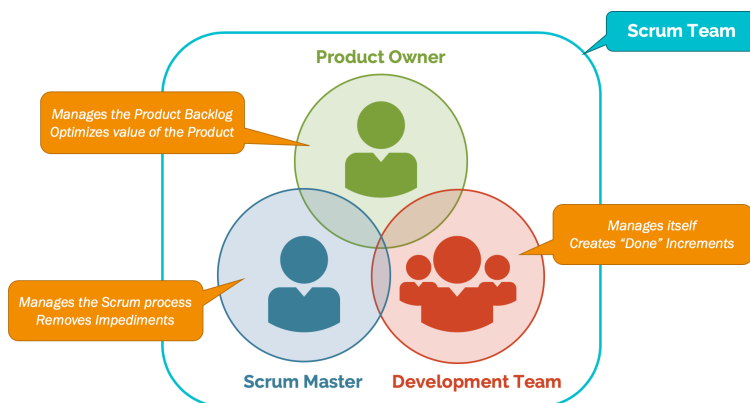 Scrum Team
Product Owner
Manages the Product Backlog
Optimizes value of the Product
Manages itself
Creates “Done” Increments
Manages the Scrum process
Removes Impediments
Scrum Master
Development Team